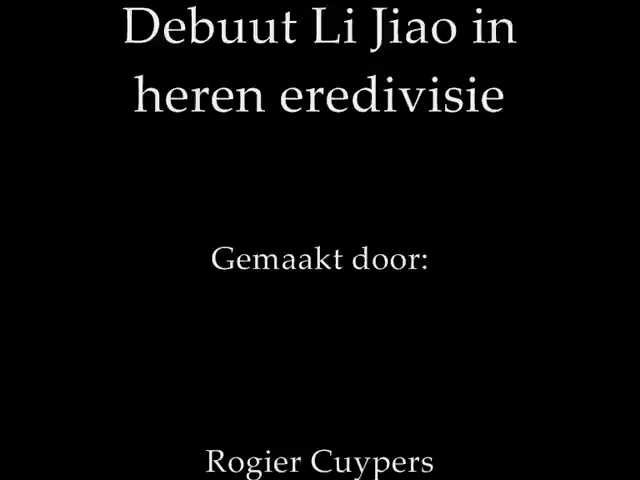 Debuut Li Jiao in
heren eredivisie
Gemaakt door:
Rogier Cuypers